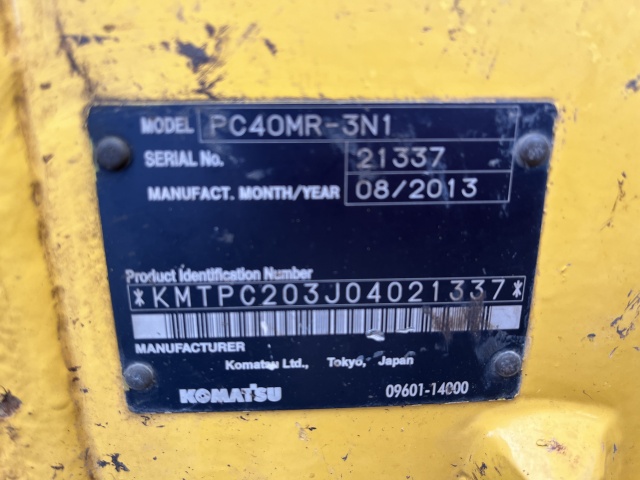 MODEL PC40MR-3N1
SERIAL No. 21337
MANUFACT. MONTH/YEAR 08/2013
Product Identification Number
*KMTPC203J04021337*
MANUFACTURER
Komatsu Ltd., Tokyo, Japan
KOMATSU 09601-14000